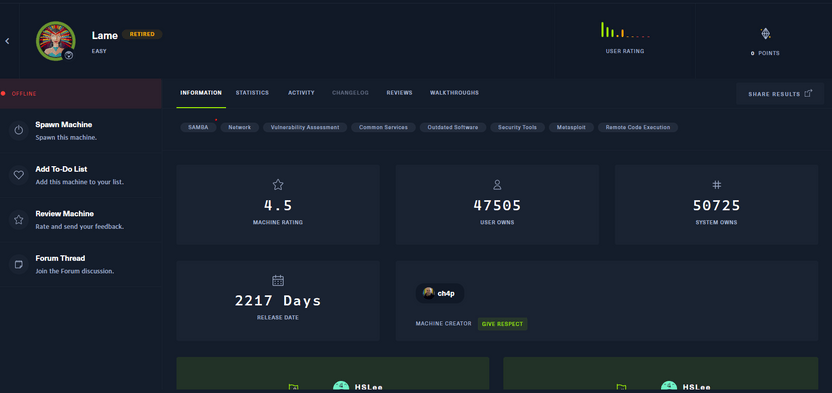 Lame RETIRED
EASY
USER RATING
0 POINTS
OFFLINE
INFORMATION STATISTICS ACTIVITY CHANGELOG REVIEWS WALKTHROUGHS
SHARE RESULTS
Spawn Machine
Spawn this machine.
SAMBA Network Vulnerability Assessment Common Services Outdated Software Security Tools Metasploit Remote Code Execution
Add To-Do List
Add this machine to your list.
4.5
MACHINE RATING
47505
USER OWNS
50725
SYSTEM OWNS
Review Machine
Rate and send your feedback.
Forum Thread
Join the Forum discussion.
2217 Days
RELEASE DATE
ch4p
MACHINE CREATOR GIVE RESPECT
HSLee
HSLee